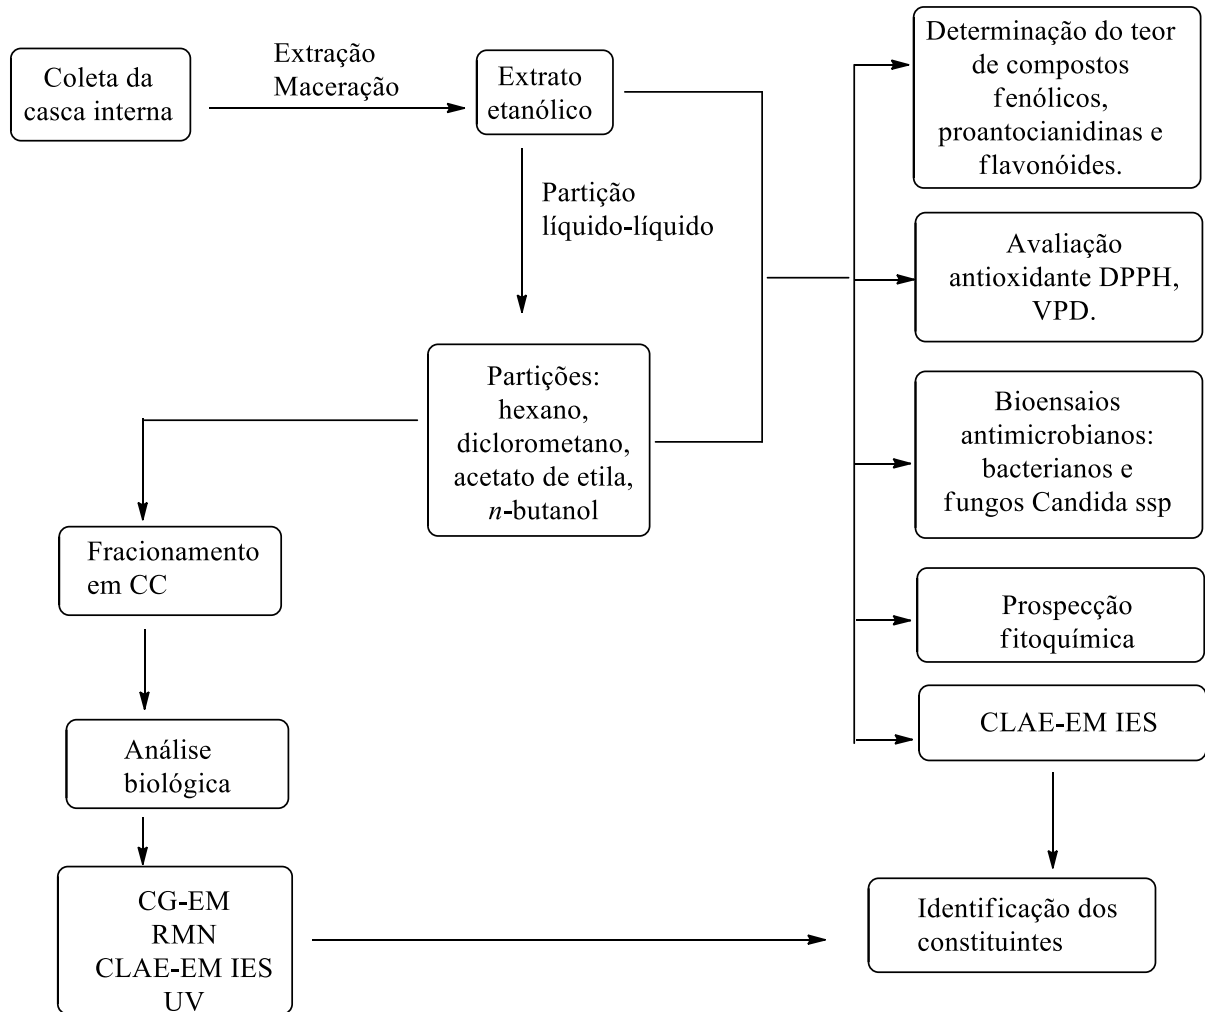 Coleta da
casca interna
Extração
Maceração
Extrato
etanólico
Partição
líquido-líquido
Partições:
hexano,
diclorometano,
acetato de etila,
n-butanol
Fracionamento
em CC
Análise
biológica
CG-EM
RMN
CLAE-EM IES
UV
Determinação do teor
de compostos
fenólicos,
proantocianidinas e
flavonóides.
Avaliação
antioxidante DPPH,
VPD.
Bioensaios
antimicrobianos:
bacterianos e
fungos Candida ssp
Prospecção
fitoquímica
CLAE-EM IES
Identificação dos
constituintes